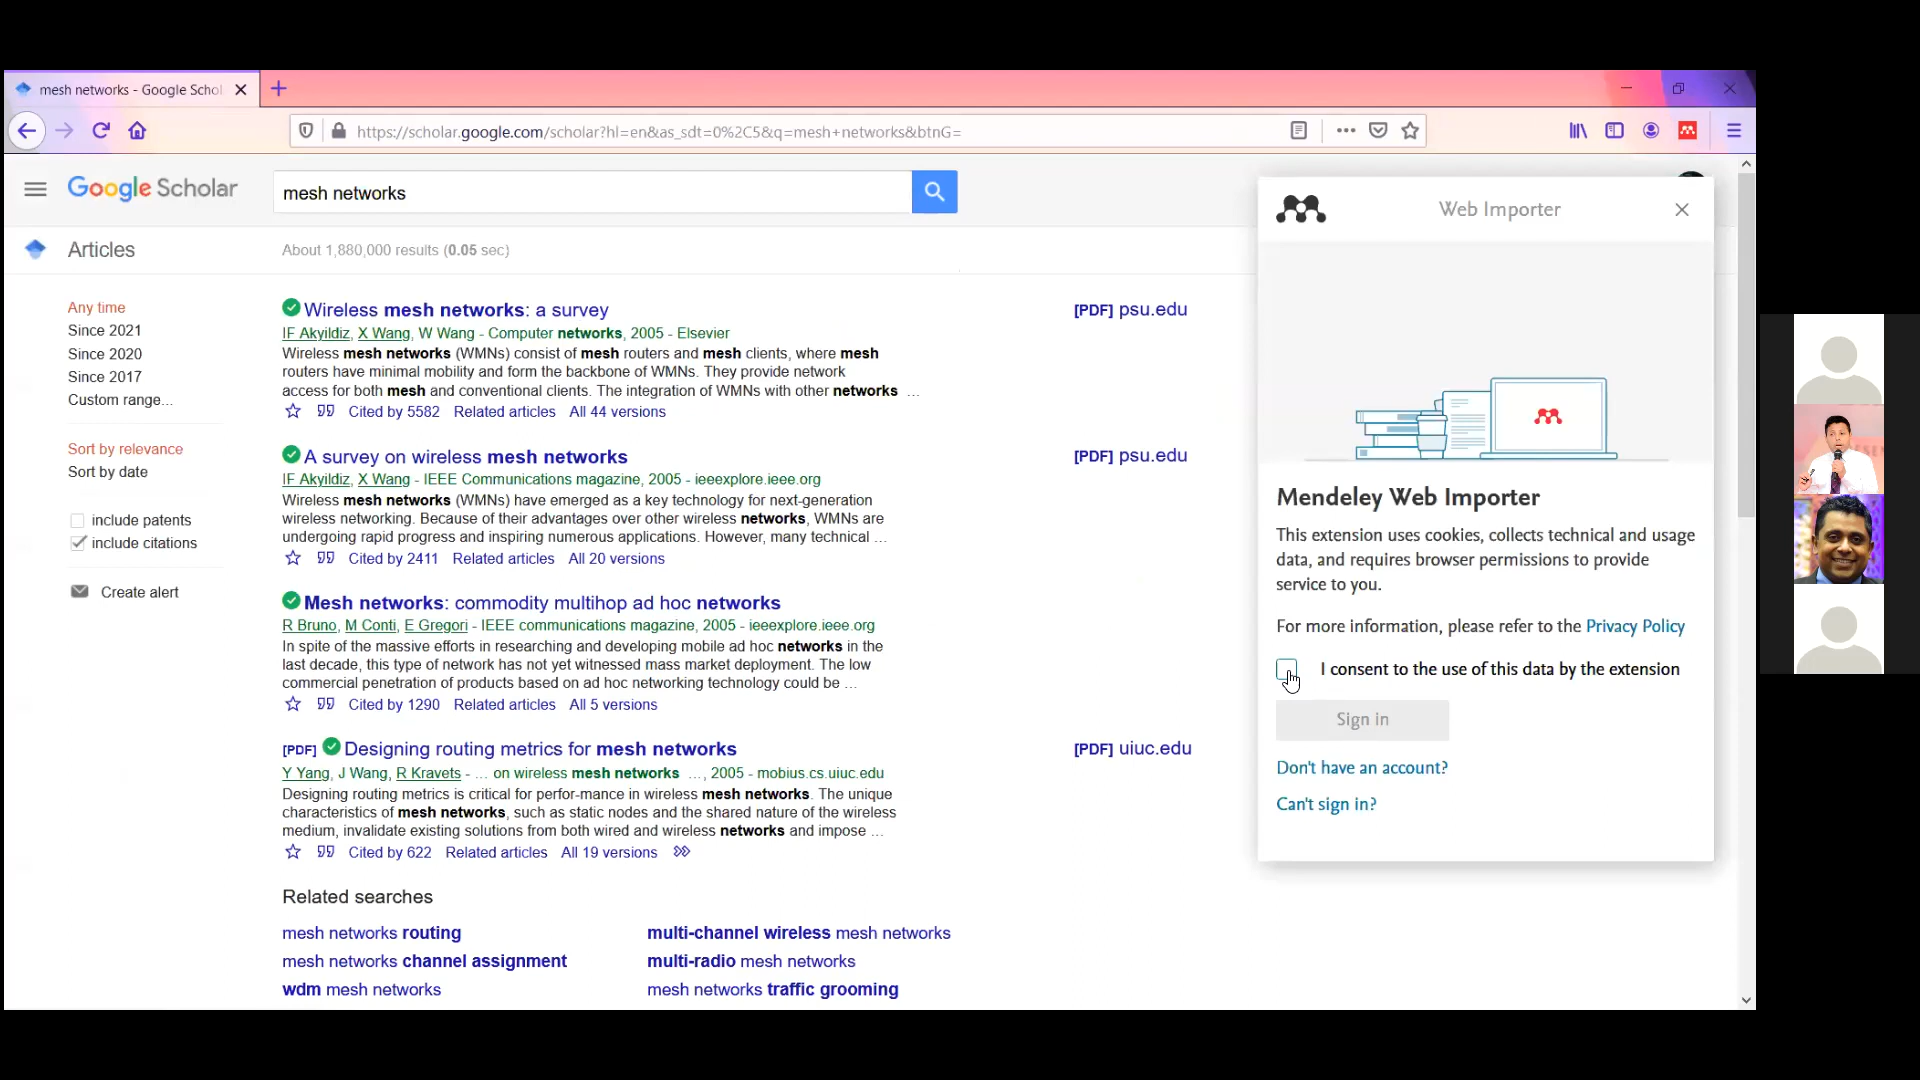 mesh networks - Google Schol
https://scholar.google.com/scholar?hl=en&as_sdt=0%2C5&q=mesh+networks&btnG=
Google Scholar
mesh networks
Articles
About 1,880,000 results (0.05 sec)
Any time
Since 2021
Since 2020
Since 2017
Custom range...
Sort by relevance
Sort by date
include patents
include citations
Create alert
Wireless mesh networks: a survey
IF Akyildiz, X Wang, W Wang - Computer networks, 2005 - Elsevier
Wireless mesh networks (WMNs) consist of mesh routers and mesh clients, where mesh
routers have minimal mobility and form the backbone of WMNs. They provide network
access for both mesh and conventional clients. The integration of WMNs with other networks ...
Cited by 5582 Related articles All 44 versions
[PDF] psu.edu
A survey on wireless mesh networks
IF Akyildiz, X Wang - IEEE Communications magazine, 2005 - ieeexplore.ieee.org
Wireless mesh networks (WMNs) have emerged as a key technology for next-generation
wireless networking. Because of their advantages over other wireless networks, WMNs are
undergoing rapid progress and inspiring numerous applications. However, many technical ...
Cited by 2411 Related articles All 20 versions
[PDF] psu.edu
Mesh networks: commodity multihop ad hoc networks
R Bruno, M Conti, E Gregori - IEEE communications magazine, 2005 - ieeexplore.ieee.org
In spite of the massive efforts in researching and developing mobile ad hoc networks in the
last decade, this type of network has not yet witnessed mass market deployment. The low
commercial penetration of products based on ad hoc networking technology could be ...
Cited by 1290 Related articles All 5 versions
[PDF] Designing routing metrics for mesh networks
Y Yang, J Wang, R Kravets - ... on wireless mesh networks ..., 2005 - mobius.cs.uiuc.edu
Designing routing metrics is critical for perfor-mance in wireless mesh networks. The unique
characteristics of mesh networks, such as static nodes and the shared nature of the wireless
medium, invalidate existing solutions from both wired and wireless networks and impose ...
Cited by 622 Related articles All 19 versions
[PDF] uiuc.edu
Related searches
mesh networks routing
mesh networks channel assignment
wdm mesh networks
multi-channel wireless mesh networks
multi-radio mesh networks
mesh networks traffic grooming
Web Importer
Mendeley Web Importer
This extension uses cookies, collects technical and usage
data, and requires browser permissions to provide
service to you.
For more information, please refer to the Privacy Policy
I consent to the use of this data by the extension
Sign in
Don't have an account?
Can't sign in?